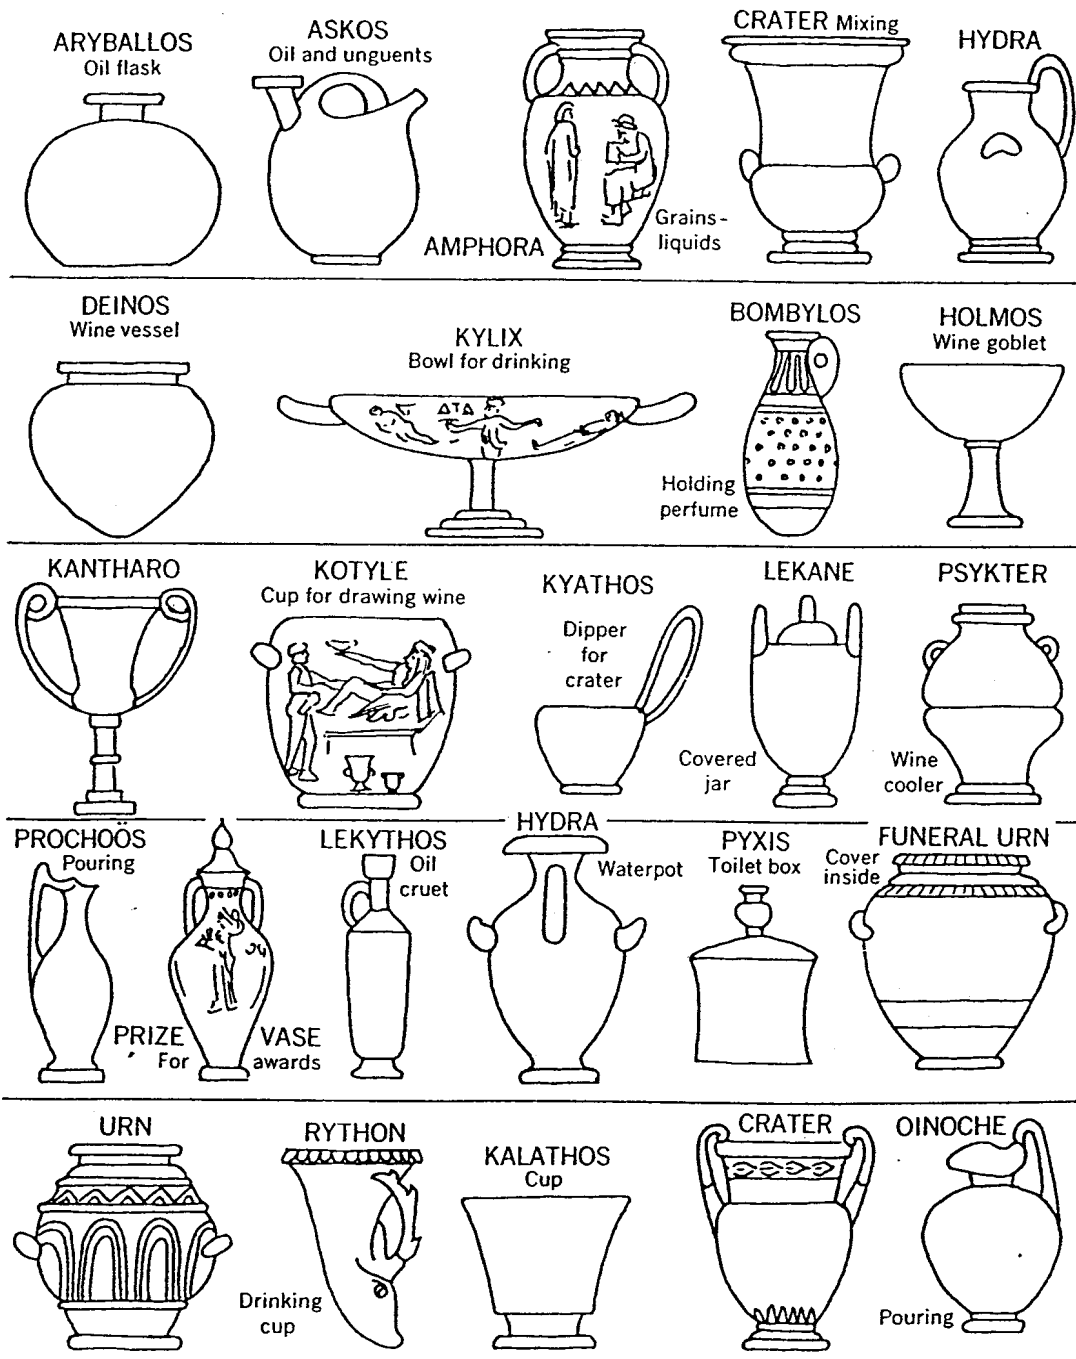 ARYBALLOS
Oil flask
ASKOS
Oil and unguents
AMPHORA
Grains-
liquids
CRATER Mixing
HYDRA
DEINOS
Wine vessel
KYLIX
Bowl for drinking
ΔΤΔ
BOMBYLOS
Holding
perfume
HOLMOS
Wine goblet
KANTHARO
KOTYLE
Cup for drawing wine
KYATHOS
Dipper
for
crater
LEKANE
Covered
jar
PSYKTER
Wine
cooler
PROCHOÖS
Pouring
PRIZE VASE
For awards
LEKYTHOS
Oil
cruet
HYDRA
Waterpot
PYXIS
Toilet box
FUNERAL URN
Cover
inside
URN
RYTHON
Drinking
cup
KALATHOS
Cup
CRATER
OINOCHE
Pouring